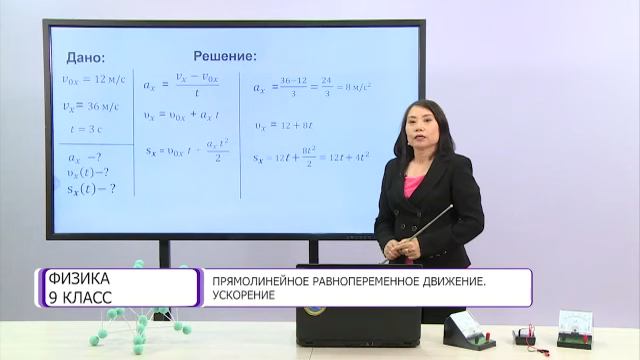 Дано:
υ₀ₓ = 12 м/с
υₓ = 36 м/с
t = 3 с
aₓ −?
υₓ(t)−?
sₓ(t)− ?
Решение:
aₓ = (υₓ − υ₀ₓ)/t
υₓ = υ₀ₓ + aₓ t
sₓ = υ₀ₓ t + aₓ t²/2
aₓ = (36−12)/3 = 24/3 = 8 м/с²
υₓ = 12 + 8t
sₓ = 12t + 8t²/2 = 12t + 4t²
ФИЗИКА
9 КЛАСС
ПРЯМОЛИНЕЙНОЕ РАВНОПЕРЕМЕННОЕ ДВИЖЕНИЕ.
УСКОРЕНИЕ